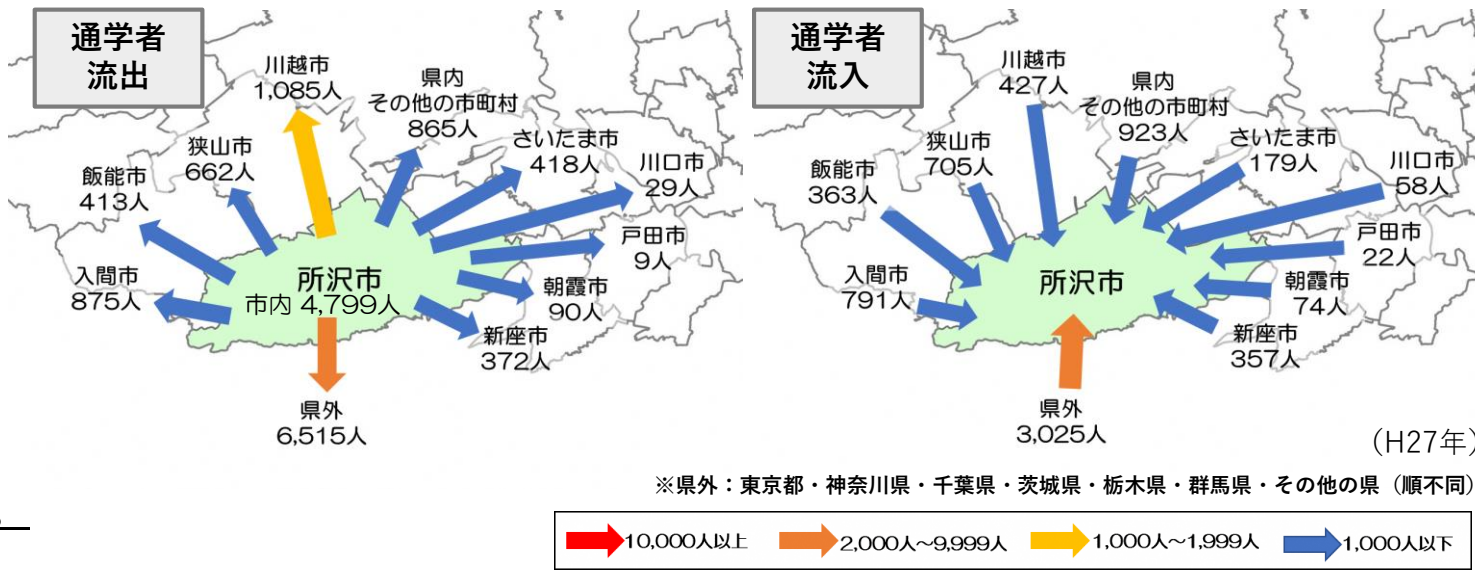 通学者
流出
川越市
1,085人
県内
その他の市町村
865人
さいたま市
418人
川口市
29人
狭山市
662人
飯能市
413人
戸田市
9人
入間市
875人
所沢市
市内 4,799人
朝霞市
90人
新座市
372人
県外
6,515人
通学者
流入
川越市
427人
県内
その他の市町村
923人
さいたま市
179人
川口市
58人
狭山市
705人
飯能市
363人
戸田市
22人
入間市
791人
所沢市
朝霞市
74人
新座市
357人
県外
3,025人
(H27年)
※県外：東京都・神奈川県・千葉県・茨城県・栃木県・群馬県・その他の県（順不同）
10,000人以上
2,000人～9,999人
1,000人～1,999人
1,000人以下